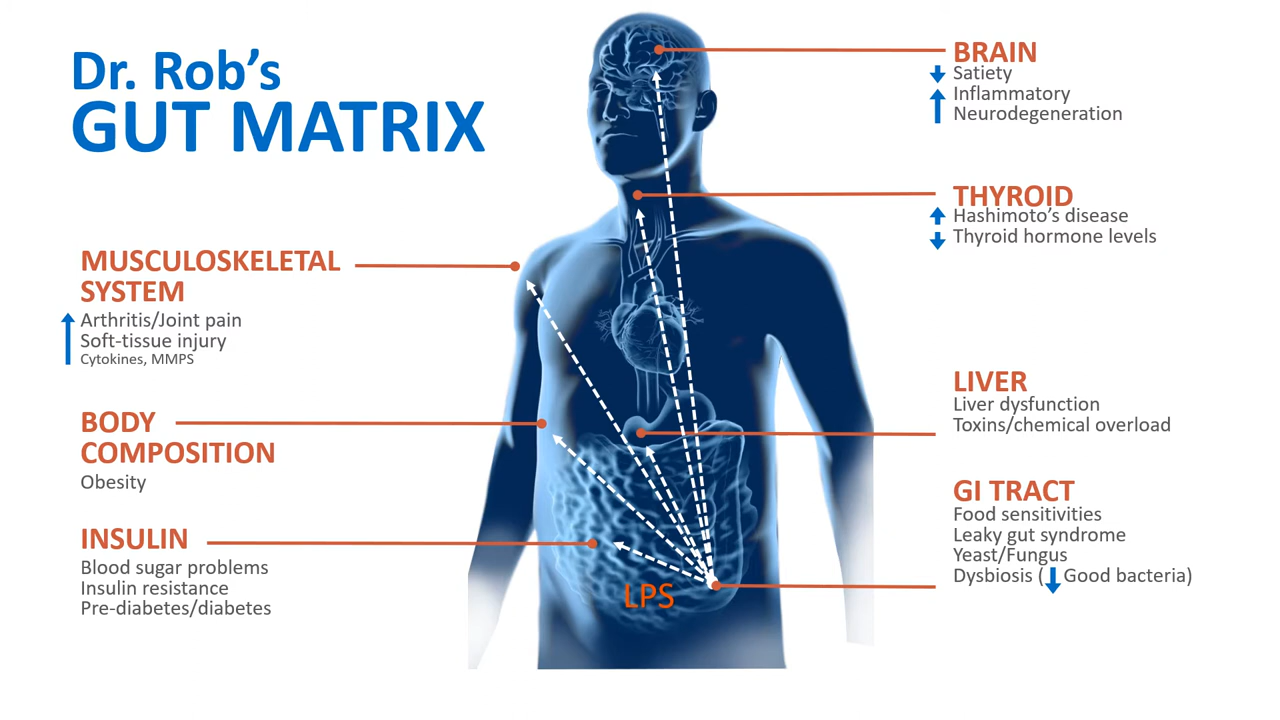 Dr. Rob’s
GUT MATRIX
MUSCULOSKELETAL
SYSTEM
Arthritis/Joint pain
Soft-tissue injury
Cytokines, MMPS
BODY
COMPOSITION
Obesity
INSULIN
Blood sugar problems
Insulin resistance
Pre-diabetes/diabetes
LPS
BRAIN
Satiety
Inflammatory
Neurodegeneration
THYROID
Hashimoto’s disease
Thyroid hormone levels
LIVER
Liver dysfunction
Toxins/chemical overload
GI TRACT
Food sensitivities
Leaky gut syndrome
Yeast/Fungus
Dysbiosis (⬇ Good bacteria)